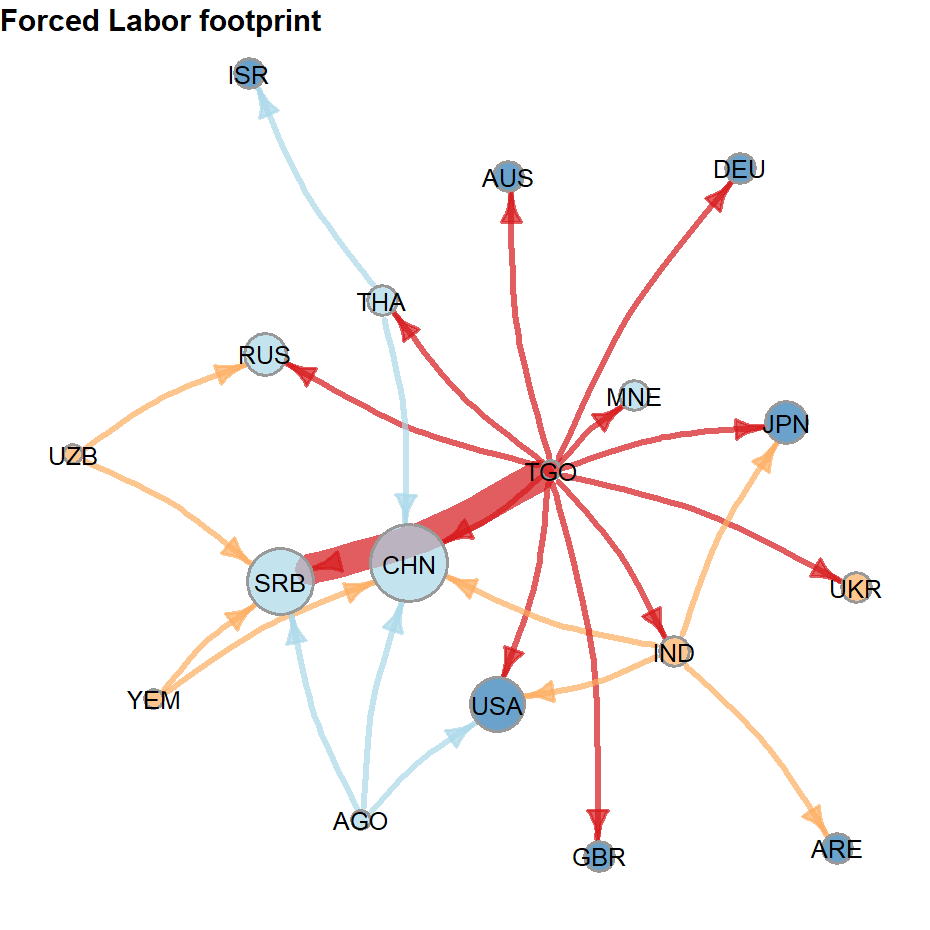 Forced Labor footprint
ISR
AUS
DEU
THA
RUS
MNE
JPN
UZB
TGO
CHN
SRB
UKR
IND
YEM
USA
AGO
GBR
ARE